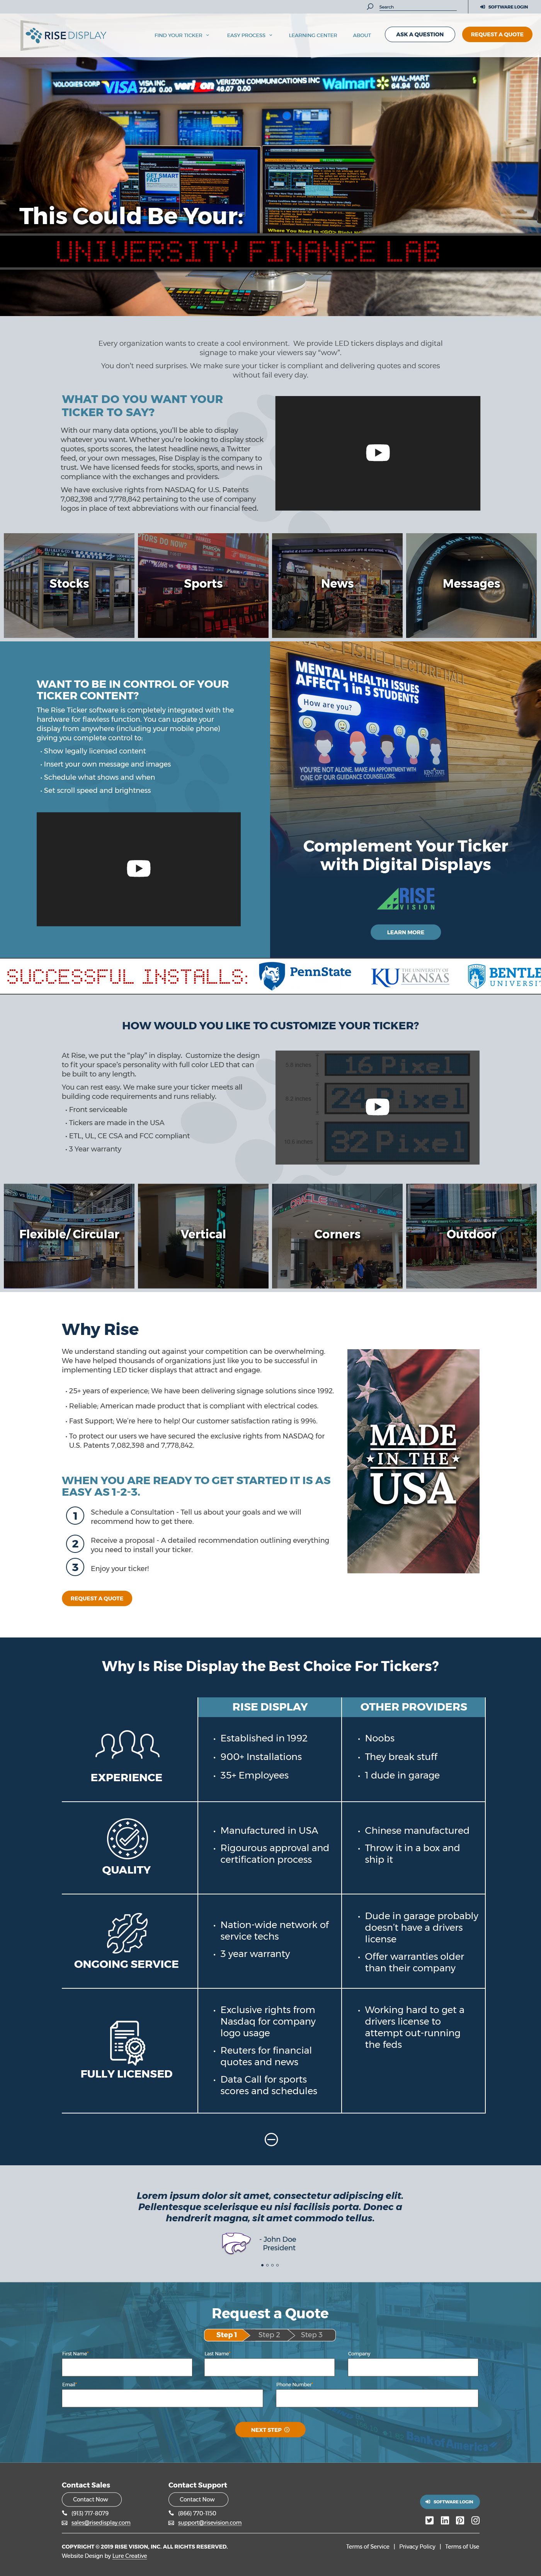 Search
SOFTWARE LOGIN
RISE DISPLAY
FIND YOUR TICKER
EASY PROCESS
LEARNING CENTER
ABOUT
ASK A QUESTION
REQUEST A QUOTE
VISA INC
72.46 0.00
VERIZON COMMUNICATIONS INC
46.07 0.00
Walmart
WAL-MART
64.94 0.00
GET SMART
FAST
This Could Be Your:
UNIVERSITY FINANCE LAB
Every organization wants to create a cool environment. We provide LED tickers displays and digital
signage to make your viewers say “wow”.
You don’t need surprises. We make sure your ticker is compliant and delivering quotes and scores
without fail every day.
WHAT DO YOU WANT YOUR
TICKER TO SAY?
With our many data options, you’ll be able to display
whatever you want. Whether you’re looking to display stock
quotes, sports scores, the latest headline news, a Twitter
feed, or your own messages, Rise Display is the company to
trust. We have licensed feeds for stocks, sports, and news in
compliance with the exchanges and providers.
We have exclusive rights from NASDAQ for U.S. Patents
7,082,398 and 7,778,842 pertaining to the use of company
logos in place of text abbreviations with our financial feed.
Stocks
Sports
News
Messages
I want to show people that you
WANT TO BE IN CONTROL OF YOUR
TICKER CONTENT?
The Rise Ticker software is completely integrated with the
hardware for flawless function. You can update your
display from anywhere (including your mobile phone)
giving you complete control to:
• Show legally licensed content
• Insert your own message and images
• Schedule what shows and when
• Set scroll speed and brightness
MENTAL HEALTH ISSUES
AFFECT 1 in 5 STUDENTS
How are you?
YOU'RE NOT ALONE. MAKE AN APPOINTMENT WITH
ONE OF OUR GUIDANCE COUNSELLORS.
KENT STATE
Complement Your Ticker
with Digital Displays
RISE
VISION
LEARN MORE
SUCCESSFUL INSTALLS:
PennState
KU THE UNIVERSITY OF
KANSAS
BENTLE
UNIVERSI
HOW WOULD YOU LIKE TO CUSTOMIZE YOUR TICKER?
At Rise, we put the “play” in display. Customize the design
to fit your space’s personality with full color LED that can
be built to any length.
You can rest easy. We make sure your ticker meets all
building code requirements and runs reliably.
• Front serviceable
• Tickers are made in the USA
• ETL, UL, CE CSA and FCC compliant
• 3 Year warranty
16 Pixel
24 Pixel
32 Pixel
Flexible/ Circular
Vertical
Corners
Outdoor
ORACLE
Why Rise
We understand standing out against your competition can be overwhelming.
We have helped thousands of organizations just like you to be successful in
implementing LED ticker displays that attract and engage.
• 25+ years of experience; We have been delivering signage solutions since 1992.
• Reliable; American made product that is compliant with electrical codes.
• Fast Support; We’re here to help! Our customer satisfaction rating is 99%.
• To protect our users we have secured the exclusive rights from NASDAQ for
U.S. Patents 7,082,398 and 7,778,842.
MADE
IN THE
USA
WHEN YOU ARE READY TO GET STARTED IT IS AS
EASY AS 1-2-3.
1 Schedule a Consultation - Tell us about your goals and we will
recommend how to get there.
2 Receive a proposal - A detailed recommendation outlining everything
you need to install your ticker.
3 Enjoy your ticker!
REQUEST A QUOTE
Why Is Rise Display the Best Choice For Tickers?
RISE DISPLAY
OTHER PROVIDERS
EXPERIENCE
• Established in 1992
• 900+ Installations
• 35+ Employees
• Noobs
• They break stuff
• 1 dude in garage
QUALITY
• Manufactured in USA
• Rigourous approval and
certification process
• Chinese manufactured
• Throw it in a box and
ship it
ONGOING SERVICE
• Nation-wide network of
service techs
• 3 year warranty
• Dude in garage probably
doesn’t have a drivers
license
• Offer warranties older
than their company
FULLY LICENSED
• Exclusive rights from
Nasdaq for company
logo usage
• Reuters for financial
quotes and news
• Data Call for sports
scores and schedules
• Working hard to get a
drivers license to
attempt out-running
the feds
Lorem ipsum dolor sit amet, consectetur adipiscing elit.
Pellentesque scelerisque eu nisi facilisis porta. Donec a
hendrerit magna, sit amet commodo tellus.
- John Doe
President
Request a Quote
Step 1
Step 2
Step 3
First Name*
Last Name*
Company
Email*
Phone Number*
NEXT STEP
Bank of America
Contact Sales
Contact Support
Contact Now
Contact Now
(913) 717-8079
(866) 770-1150
sales@risedisplay.com
support@risevision.com
SOFTWARE LOGIN
COPYRIGHT © 2019 RISE VISION, INC. ALL RIGHTS RESERVED.
Terms of Service | Privacy Policy | Terms of Use
Website Design by Lure Creative